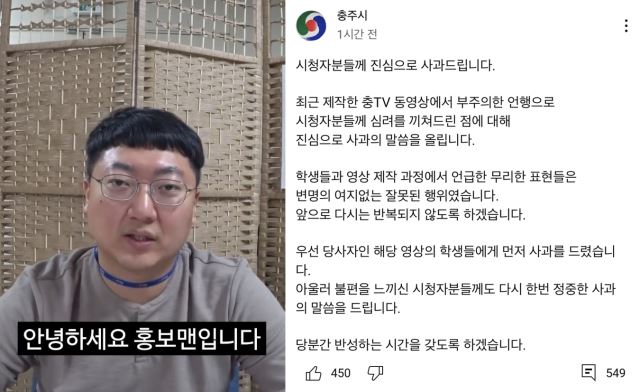 안녕하세요 홍보맨입니다
충주시
1시간 전
시청자분들께 진심으로 사과드립니다.
최근 제작한 충TV 동영상에서 부주의한 언행으로
시청자분들께 심려를 끼쳐드린 점에 대해
진심으로 사과의 말씀을 올립니다.
학생들과 영상 제작 과정에서 언급한 무리한 표현들은
변명의 여지없는 잘못된 행위였습니다.
앞으로 다시는 반복되지 않도록 하겠습니다.
우선 당사자인 해당 영상의 학생들에게 먼저 사과를 드렸습니
다.
아울러 불편을 느끼신 시청자분들께도 다시 한번 정중한 사과
의 말씀을 드립니다.
당분간 반성하는 시간을 갖도록 하겠습니다.
450
549